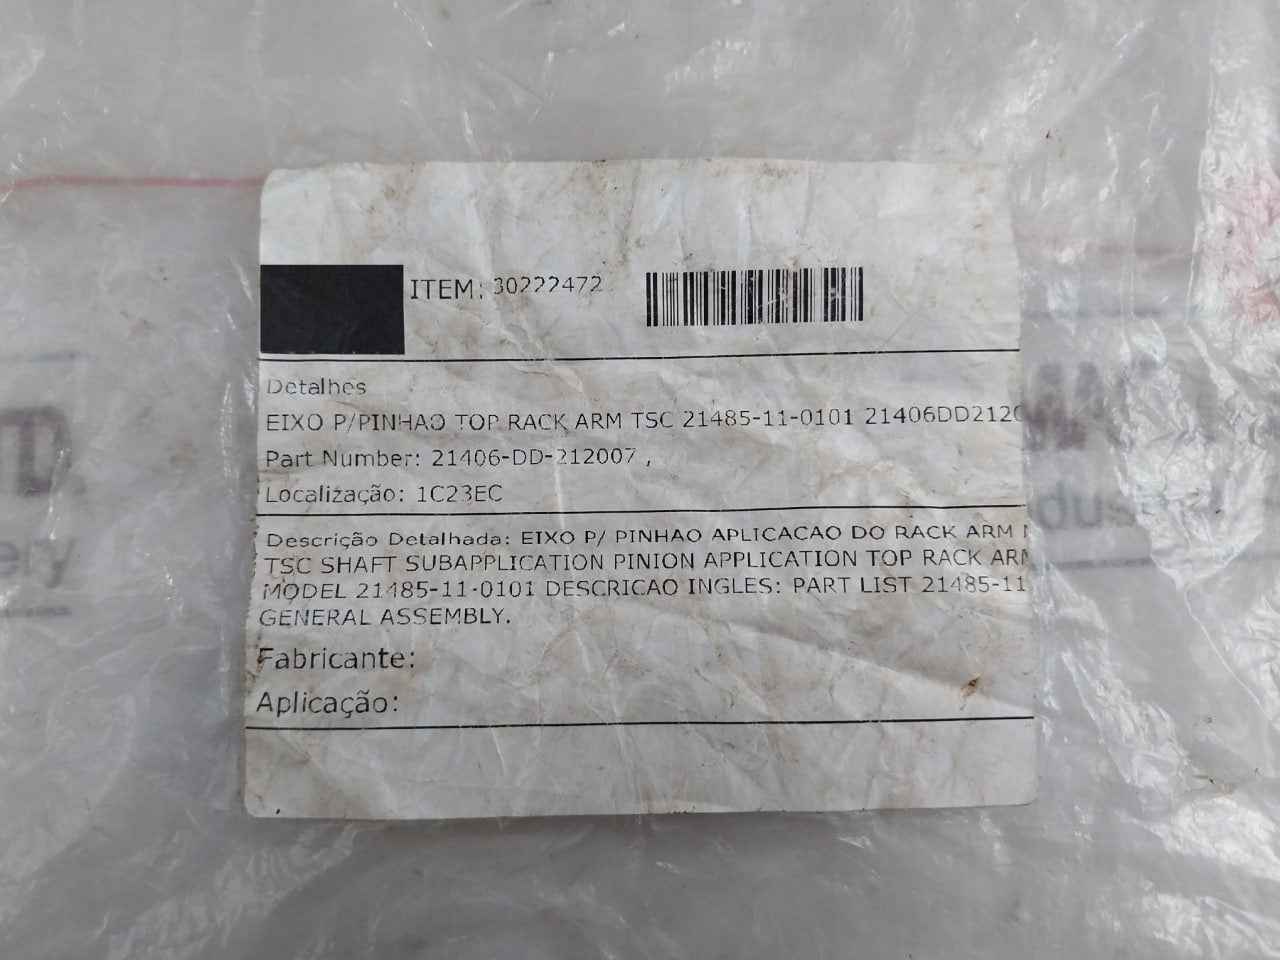 ITEM: 30222472
Detalhes
EIXO P/PINHAO TOP RACK ARM TSC 21485-11-0101 21406DD212
Part Number: 21406-DD-212007 ,
Localização: 1C23EC
Descrição Detalhada: EIXO P/ PINHAO APLICACAO DO RACK ARM
TSC SHAFT SUBAPPLICATION PINION APPLICATION TOP RACK ARM
MODEL 21485-11-0101 DESCRICAO INGLES: PART LIST 21485-11
GENERAL ASSEMBLY.
Fabricante:
Aplicação: